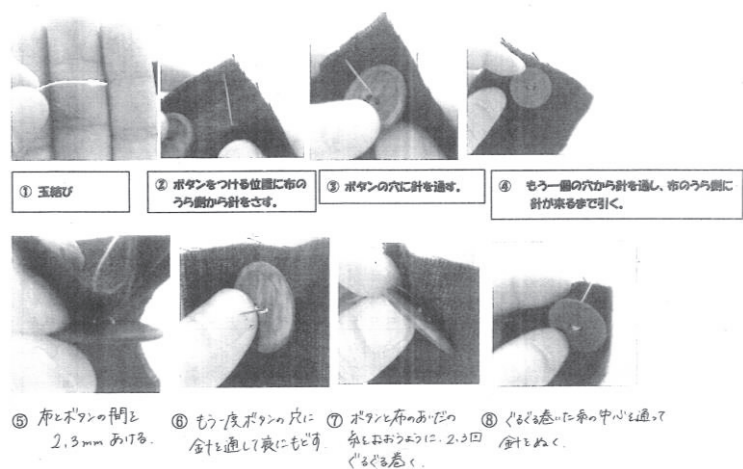 ① 玉結び
② ボタンをつける位置に布の
うら側から針をさす。
③ ボタンの穴に針を通す。
④ もう一個の穴から針を通し、布のうら側に
針が来るまで引く。
⑤ 布とボタンの間を
2,3mmあける.
⑥ もう一度ボタンの穴に
針を通して裏にもどす
⑦ ボタンと布のあいだの
糸をおおうように、2.3回
ぐるぐる巻く.
⑧ ぐるぐる巻いた糸の中心を通って
針をぬく.